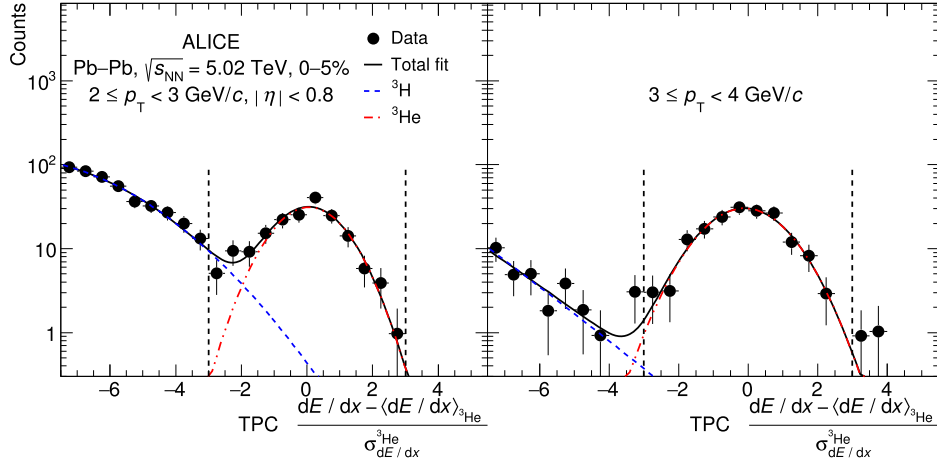 Counts
10³
10²
10
1
ALICE
Pb–Pb, √sNN = 5.02 TeV, 0–5%
2 ≤ pT < 3 GeV/c, | η | < 0.8
Data
Total fit
³H
³He
3 ≤ pT < 4 GeV/c
−6 −4 −2 0 2 4
−6 −4 −2 0 2 4
TPC dE / dx − ⟨dE / dx⟩³He
σ³He dE / dx
TPC dE / dx − ⟨dE / dx⟩³He
σ³He dE / dx